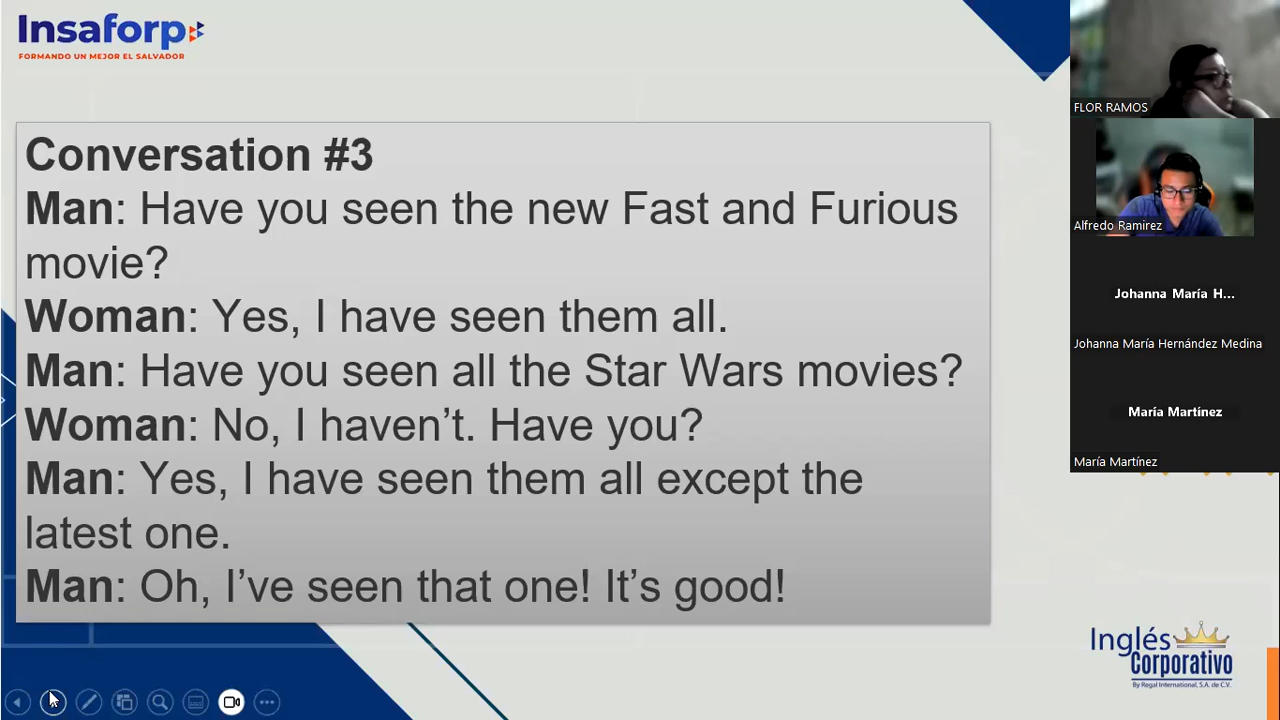 Insaforp
FORMANDO UN MEJOR EL SALVADOR
Conversation #3
Man: Have you seen the new Fast and Furious
movie?
Woman: Yes, I have seen them all.
Man: Have you seen all the Star Wars movies?
Woman: No, I haven’t. Have you?
Man: Yes, I have seen them all except the
latest one.
Man: Oh, I’ve seen that one! It’s good!
FLOR RAMOS
Alfredo Ramirez
Johanna María H...
Johanna María Hernández Medina
María Martínez
María Martínez
Inglés
Corporativo
By Regal International, S.A. de C.V.